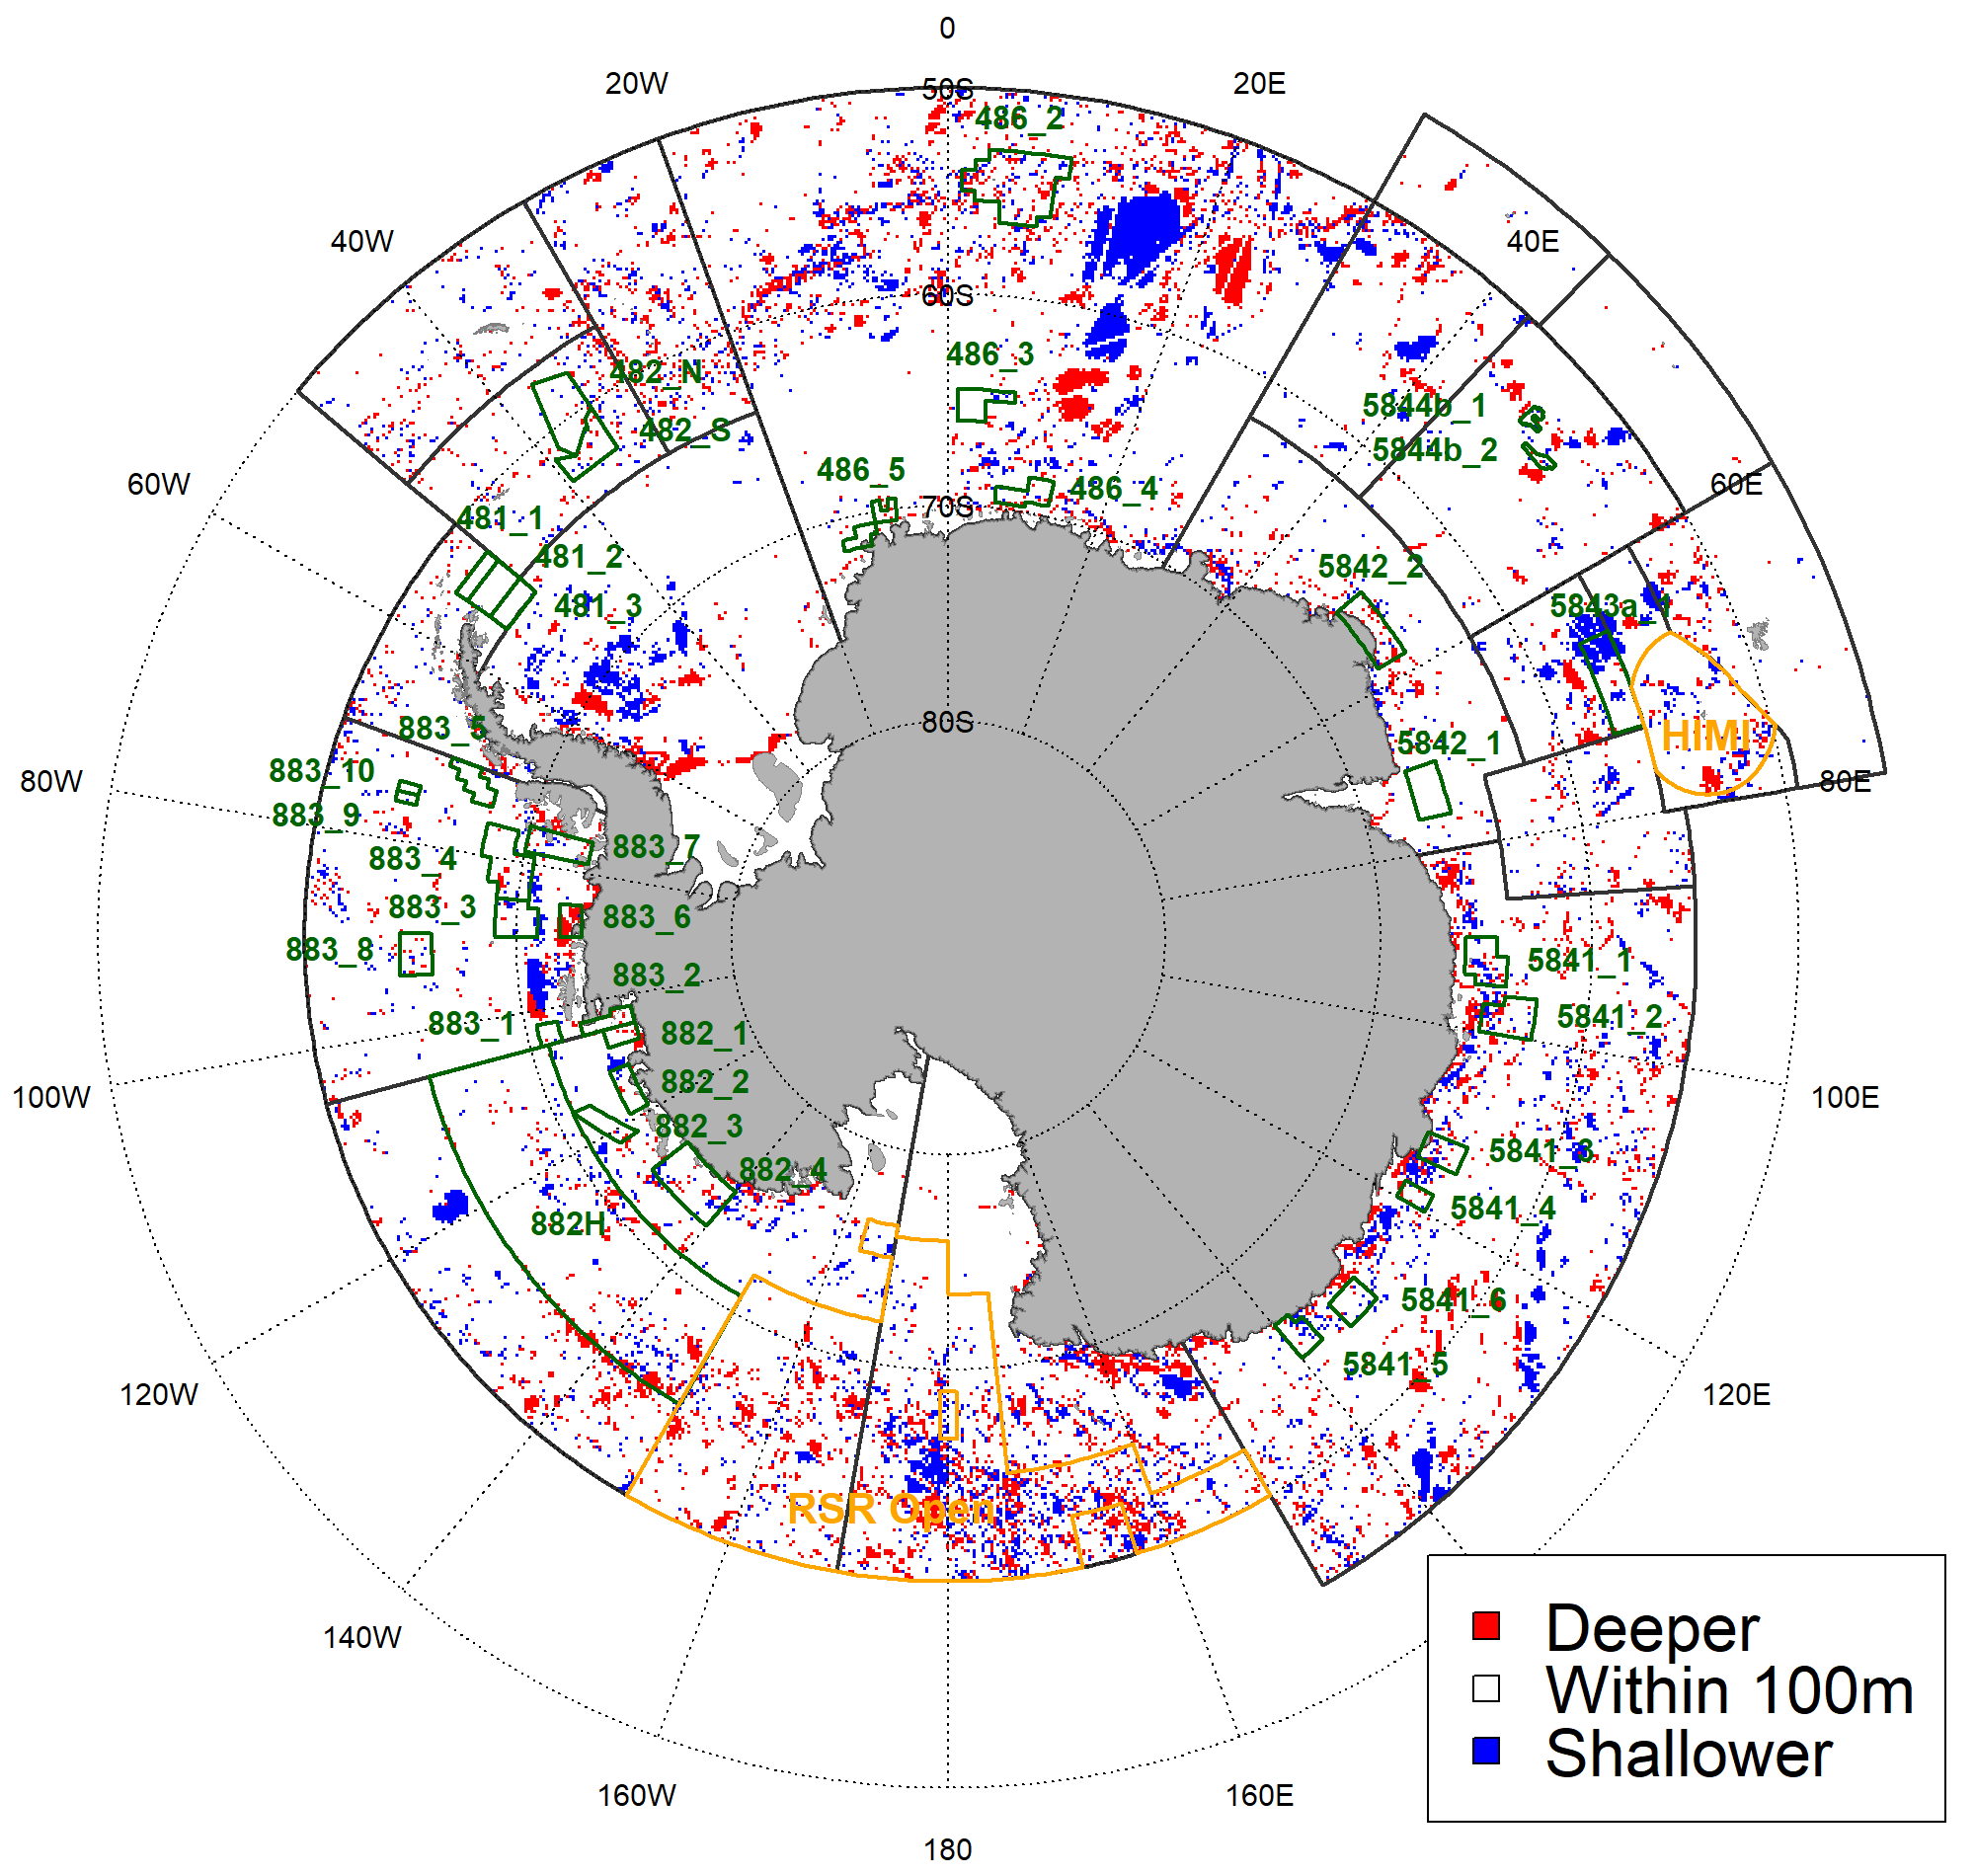 0
20W
20E
50S
486_2
40W
40E
60S
486_3
482_N
5844b_1
482_S
5844b_2
486_5
60W
486_4
60E
70S
481_1
481_2
5842_2
481_3
5843a_1
883_5
80S
HIMI
5842_1
883_10
80W
80E
883_9
883_7
883_4
883_3
883_6
883_8
5841_1
883_2
5841_2
883_1
882_1
882_2
100W
100E
882_3
5841_3
882_4
5841_4
882H
5841_6
5841_5
120W
120E
RSR Open
140W
Deeper
Within 100m
Shallower
160W
160E
180